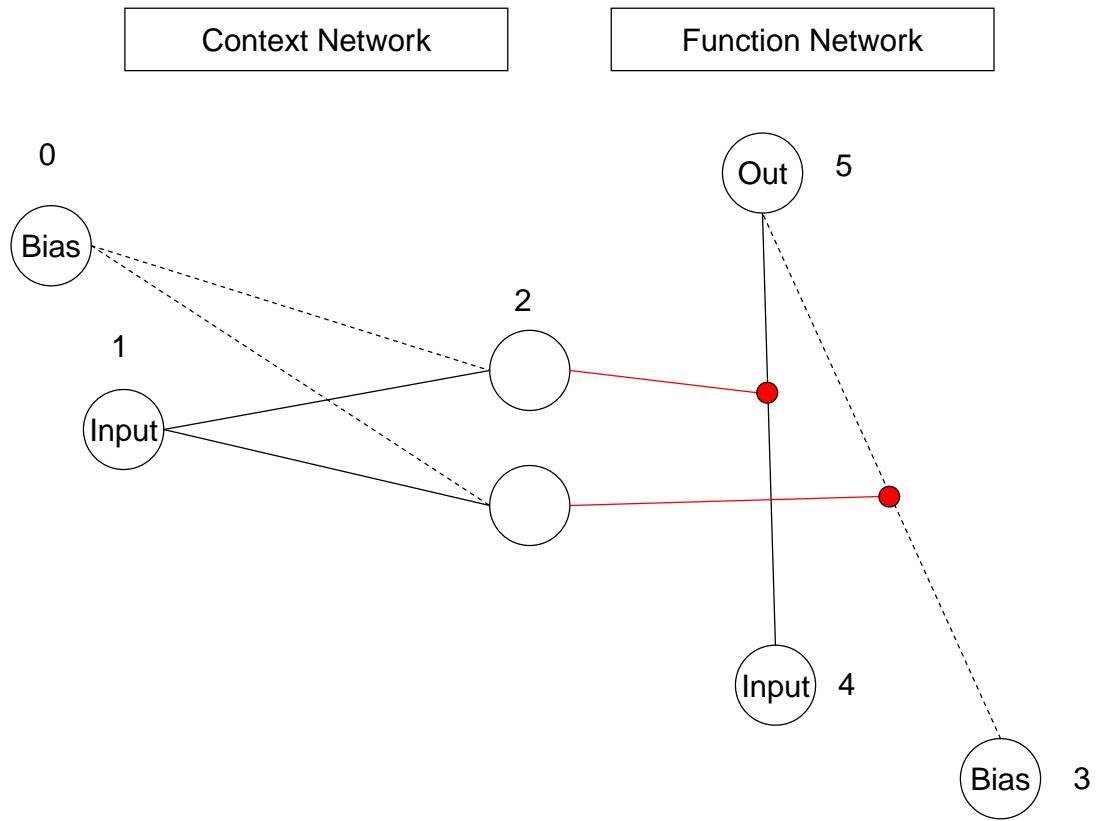 Context Network
Function Network
0
Bias
1
Input
2
Out
5
Input
4
Bias
3